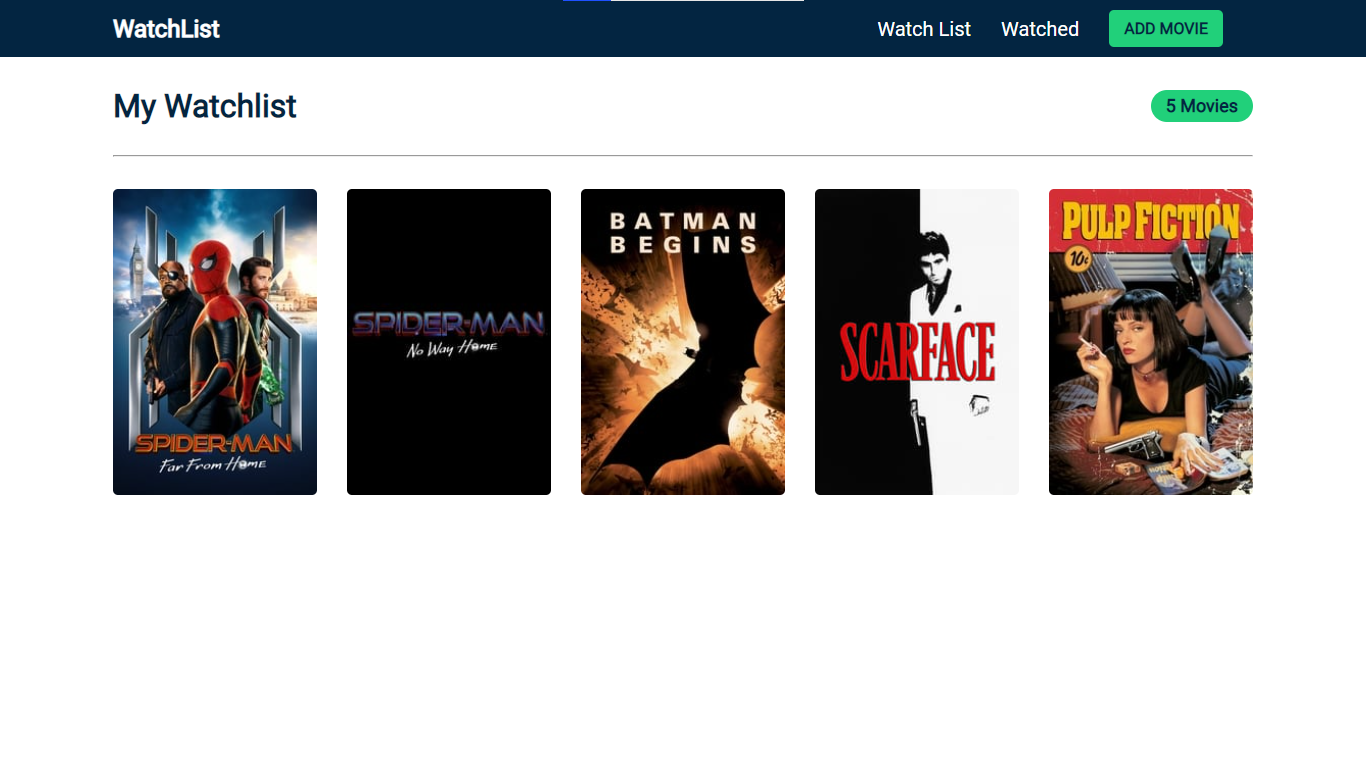 WatchList
Watch List
Watched
ADD MOVIE
My Watchlist
5 Movies
SPIDER-MAN
Far From Home
SPIDER-MAN
No Way Home
BATMAN
BEGINS
SCARFACE
PULP FICTION
10¢